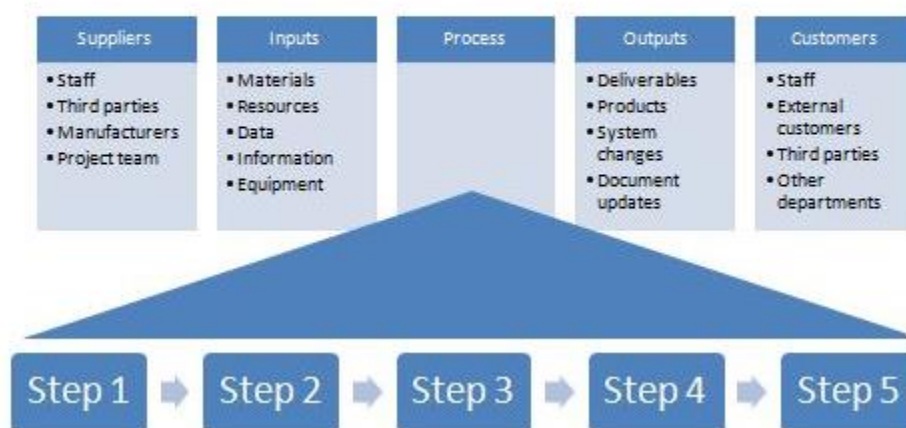 Suppliers
▪ Staff
▪ Third parties
▪ Manufacturers
▪ Project team
Inputs
▪ Materials
▪ Resources
▪ Data
▪ Information
▪ Equipment
Process
Outputs
▪ Deliverables
▪ Products
▪ System
changes
▪ Document
updates
Customers
▪ Staff
▪ External
customers
▪ Third parties
▪ Other
departments
Step 1
Step 2
Step 3
Step 4
Step 5